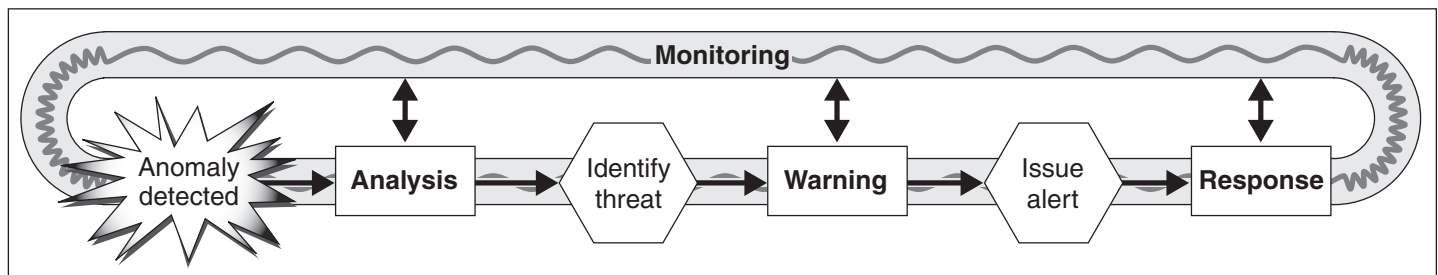 Monitoring
Anomaly
detected
Analysis
Identify
threat
Warning
Issue
alert
Response